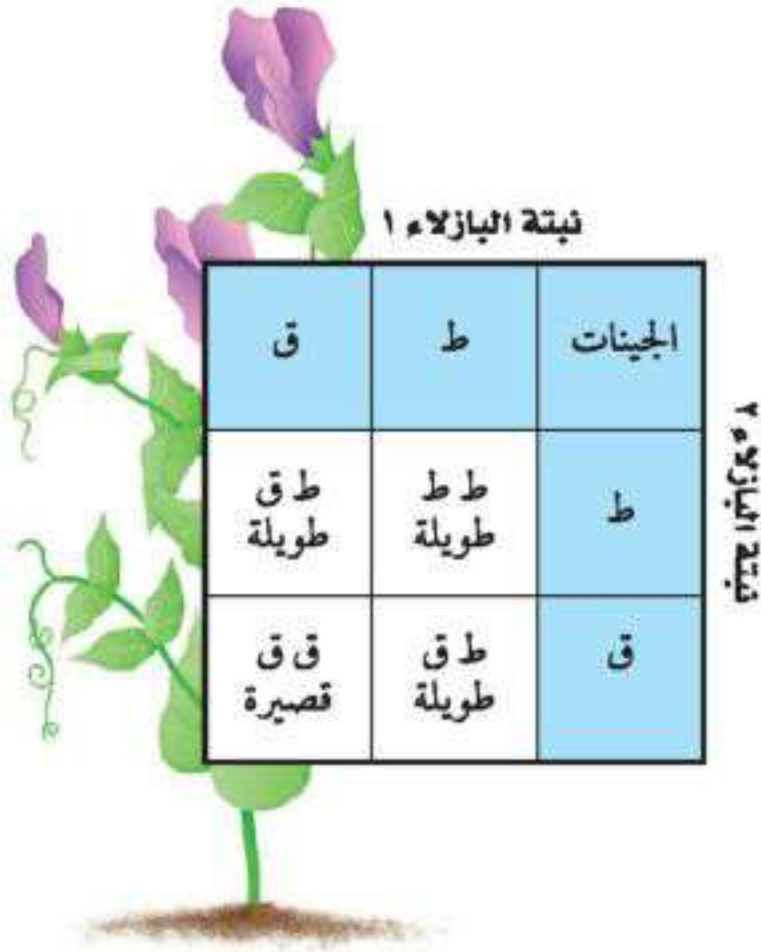 نبتة البازلاء ١
الجينات
ط
ق
نبتة البازلاء ٢
ط
ط ط
طويلة
ط ق
طويلة
ق
ط ق
طويلة
ق ق
قصيرة